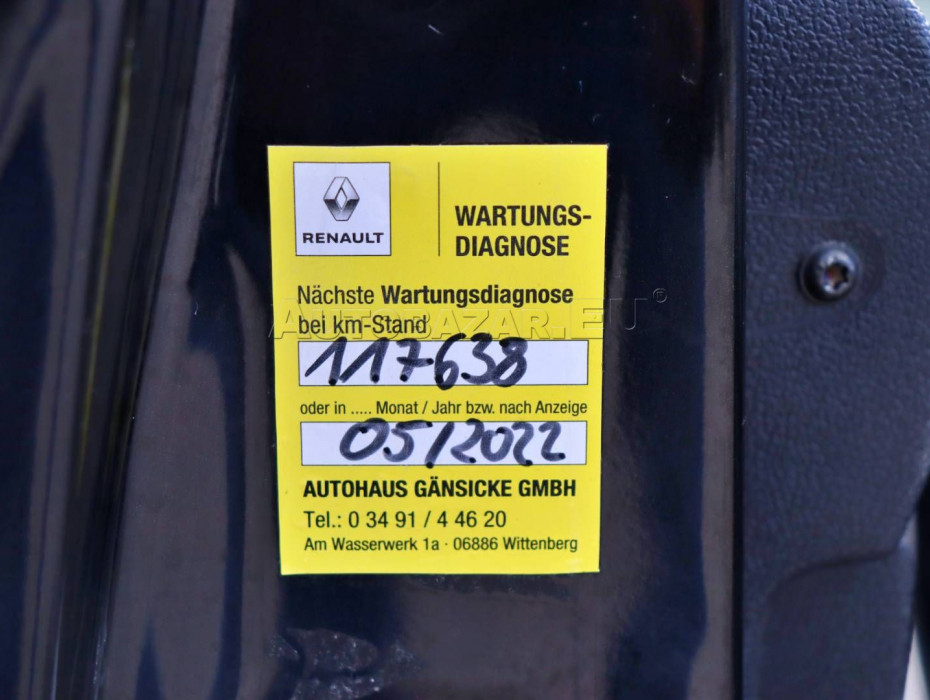 RENAULT
WARTUNGS-
DIAGNOSE
Nächste Wartungsdiagnose
bei km-Stand
AUTOBAZAR.EU
117638
oder in ..... Monat / Jahr bzw. nach Anzeige
05/2022
AUTOHAUS GÄNSICKE GMBH
Tel.: 0 34 91 / 4 46 20
Am Wasserwerk 1a · 06886 Wittenberg